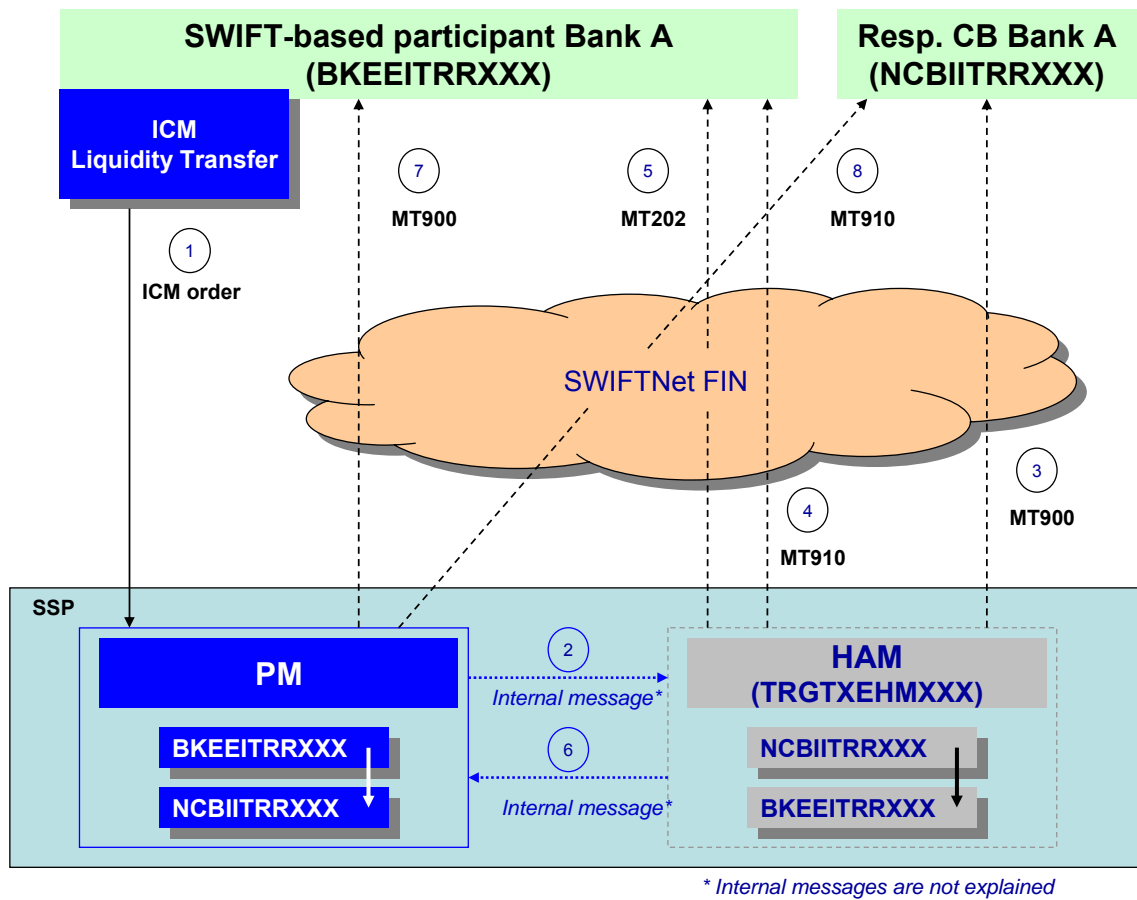 SWIFT-based participant Bank A
(BKEEITRRXXX)
Resp. CB Bank A
(NCBIITRRXXX)
ICM
Liquidity Transfer
7
5
8
MT900
MT202
MT910
1
ICM order
SWIFTNet FIN
3
MT900
4
MT910
SSP
PM
2
Internal message*
HAM
(TRGTXEHMXXX)
BKEEITRRXXX
6
NCBIITRRXXX
NCBIITRRXXX
Internal message*
BKEEITRRXXX
* Internal messages are not explained